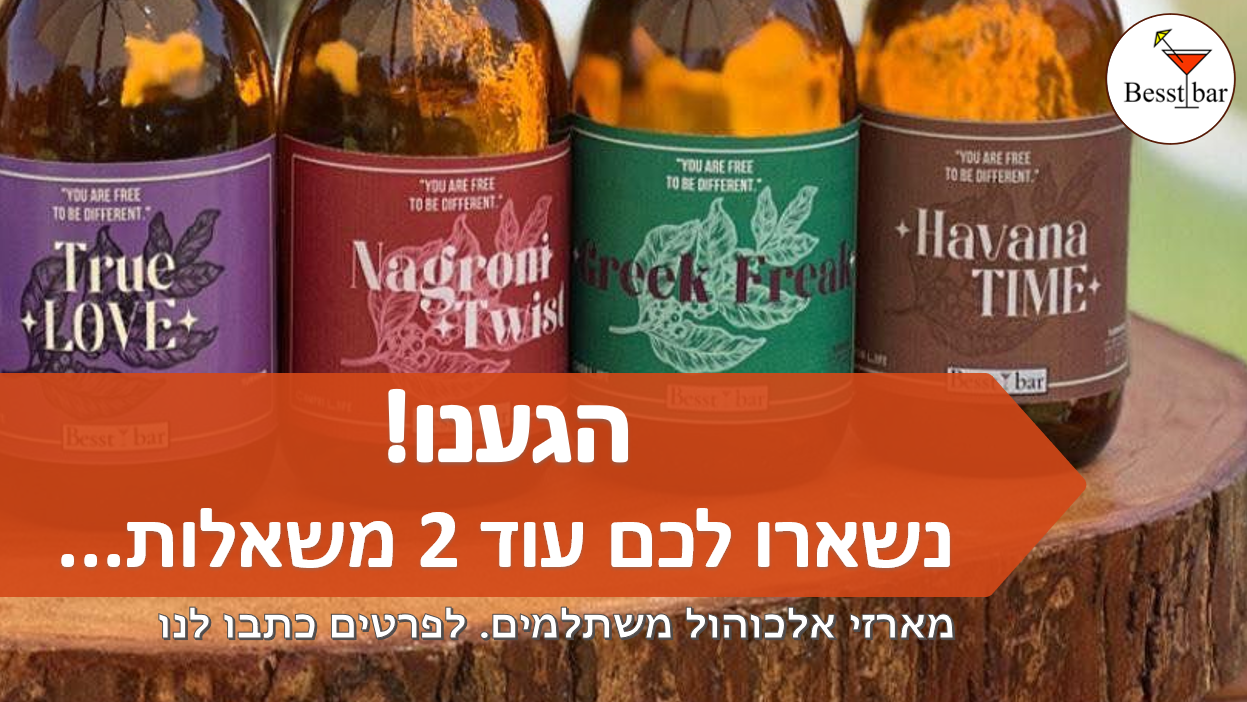 Besst bar
"YOU ARE FREE
TO BE DIFFERENT."
True
LOVE
Besst bar
"YOU ARE FREE
TO BE DIFFERENT."
Nagroni
Twist
"YOU ARE FREE
TO BE DIFFERENT."
Greek Freak
Besst bar
"YOU ARE FREE
TO BE DIFFERENT."
Havana
TIME
Besst bar
הגענו!
נשארו לכם עוד 2 משאלות...
מארזי אלכוהול משתלמים. לפרטים כתבו לנו